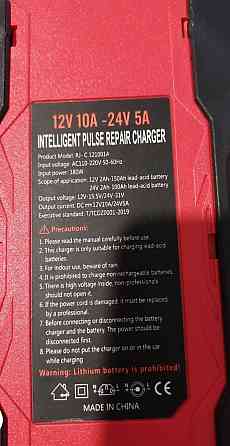 12V 10A -24V 5A
INTELLIGENT PULSE REPAIR CHARGER
Product Model: RJ- C 121001A
Input voltage: AC110-220V 50-60Hz
Input power: 180W
Scope of application: 12V 2Ah-150Ah lead-acid battery
24V 2Ah-100Ah lead-acid battery
Output voltage: 12V-15.5V/24V-31V
Output current: DC ⎓12V10A/24V5A
Executive standard: T/TCDZ0001-2019
Precautions:
1. Please read the manual carefully before use.
2. This charger is only suitable for charging lead-acid
batteries.
3. For indoor use, beware of rain.
4. It is prohibited to charge non-rechargeable batteries.
5. There is high voltage inside, non-professionals
should not open it.
6. If the power cord is damaged, it must be replaced
by a professional.
7. Before connecting or disconnecting the battery
charger and the battery. The power should be
disconnected first.
8. Please do not put the charger on or in the car
while charging.
Warning: Lithium battery is prohibited!
MADE IN CHINA